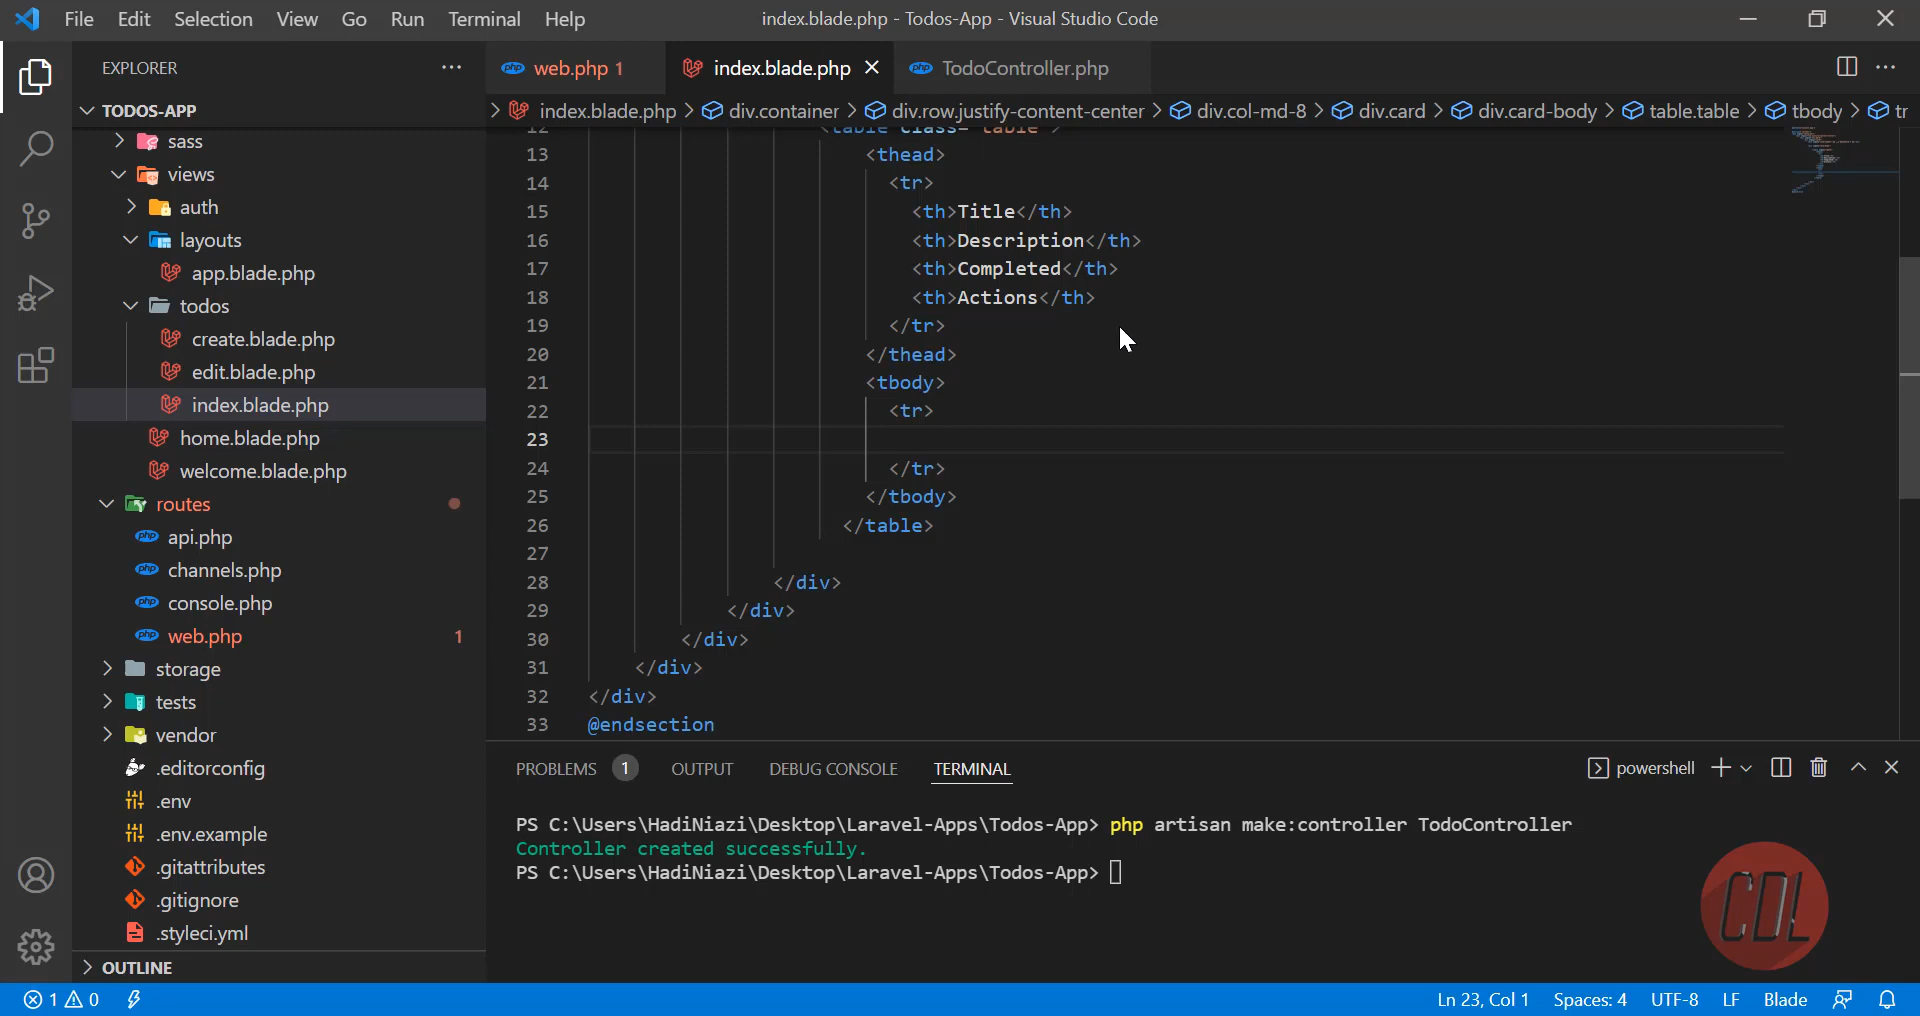 File Edit Selection View Go Run Terminal Help
index.blade.php - Todos-App - Visual Studio Code
EXPLORER
web.php 1
index.blade.php
TodoController.php
TODOS-APP
index.blade.php > div.container > div.row.justify-content-center > div.col-md-8 > div.card > div.card-body > table.table > tbody > tr
sass
views
auth
layouts
app.blade.php
todos
create.blade.php
edit.blade.php
index.blade.php
home.blade.php
welcome.blade.php
routes
api.php
channels.php
console.php
web.php 1
storage
tests
vendor
.editorconfig
.env
.env.example
.gitattributes
.gitignore
.styleci.yml
OUTLINE
12 <table class="table">
13 <thead>
14 <tr>
15 <th>Title</th>
16 <th>Description</th>
17 <th>Completed</th>
18 <th>Actions</th>
19 </tr>
20 </thead>
21 <tbody>
22 <tr>
23
24 </tr>
25 </tbody>
26 </table>
27
28 </div>
29 </div>
30 </div>
31 </div>
32 </div>
33 @endsection
PROBLEMS 1 OUTPUT DEBUG CONSOLE TERMINAL
powershell
PS C:\Users\HadiNiazi\Desktop\Laravel-Apps\Todos-App> php artisan make:controller TodoController
Controller created successfully.
PS C:\Users\HadiNiazi\Desktop\Laravel-Apps\Todos-App>
CDL
1 0
Ln 23, Col 1 Spaces: 4 UTF-8 LF Blade